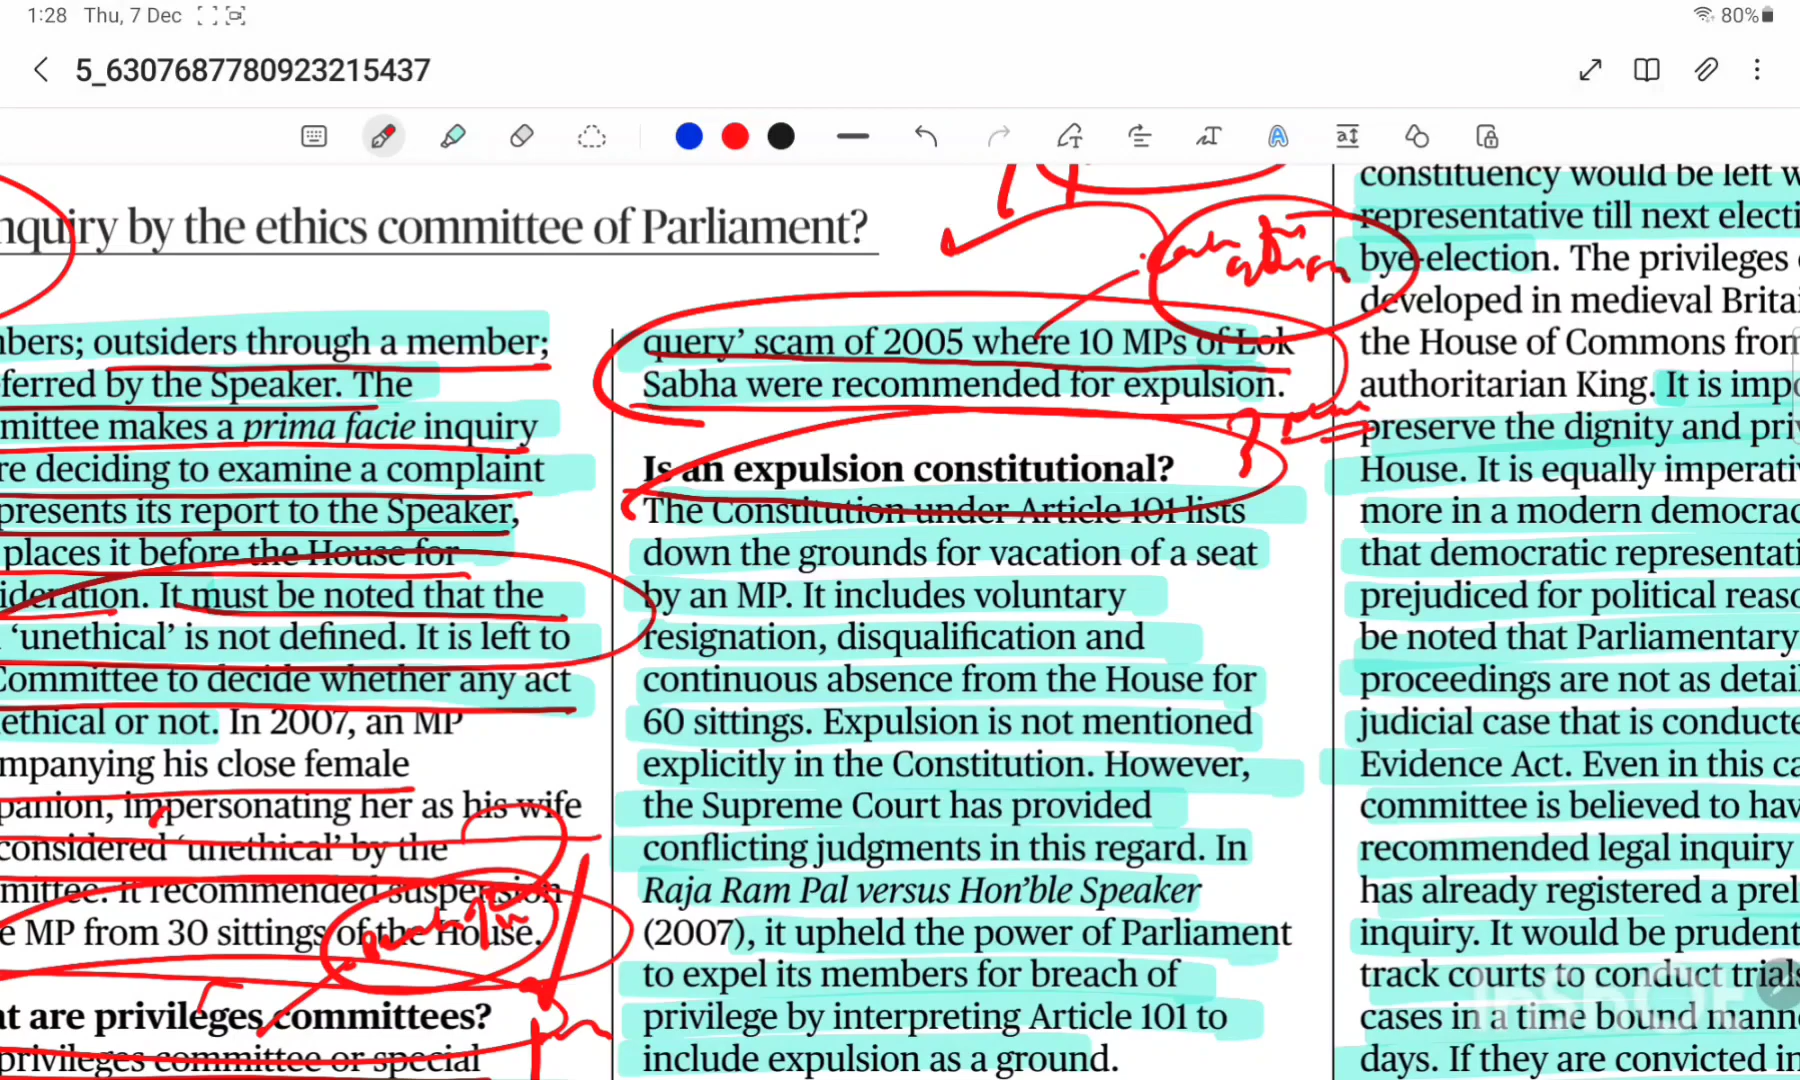 1:28 Thu, 7 Dec
80%
5_6307687780923215437
nquiry by the ethics committee of Parliament?
nbers; outsiders through a member;
ferred by the Speaker. The
mittee makes a prima facie inquiry
re deciding to examine a complaint
presents its report to the Speaker,
places it before the House for
ideration. It must be noted that the
‘unethical’ is not defined. It is left to
Committee to decide whether any act
ethical or not. In 2007, an MP
mpanying his close female
panion, impersonating her as his wife
considered ‘unethical’ by the
mittee. It recommended suspension
e MP from 30 sittings of the House.
at are privileges committees?
privileges committee or special
query’ scam of 2005 where 10 MPs of Lok
Sabha were recommended for expulsion.
Is an expulsion constitutional?
The Constitution under Article 101 lists
down the grounds for vacation of a seat
by an MP. It includes voluntary
resignation, disqualification and
continuous absence from the House for
60 sittings. Expulsion is not mentioned
explicitly in the Constitution. However,
the Supreme Court has provided
conflicting judgments in this regard. In
Raja Ram Pal versus Hon’ble Speaker
(2007), it upheld the power of Parliament
to expel its members for breach of
privilege by interpreting Article 101 to
include expulsion as a ground.
constituency would be left w
representative till next electi
bye-election. The privileges
developed in medieval Britai
the House of Commons from
authoritarian King. It is impo
preserve the dignity and priv
House. It is equally imperativ
more in a modern democrac
that democratic representati
prejudiced for political reaso
be noted that Parliamentary
proceedings are not as detail
judicial case that is conducte
Evidence Act. Even in this ca
committee is believed to hav
recommended legal inquiry
has already registered a prel
inquiry. It would be prudent
track courts to conduct trials
cases in a time bound mann
days. If they are convicted in